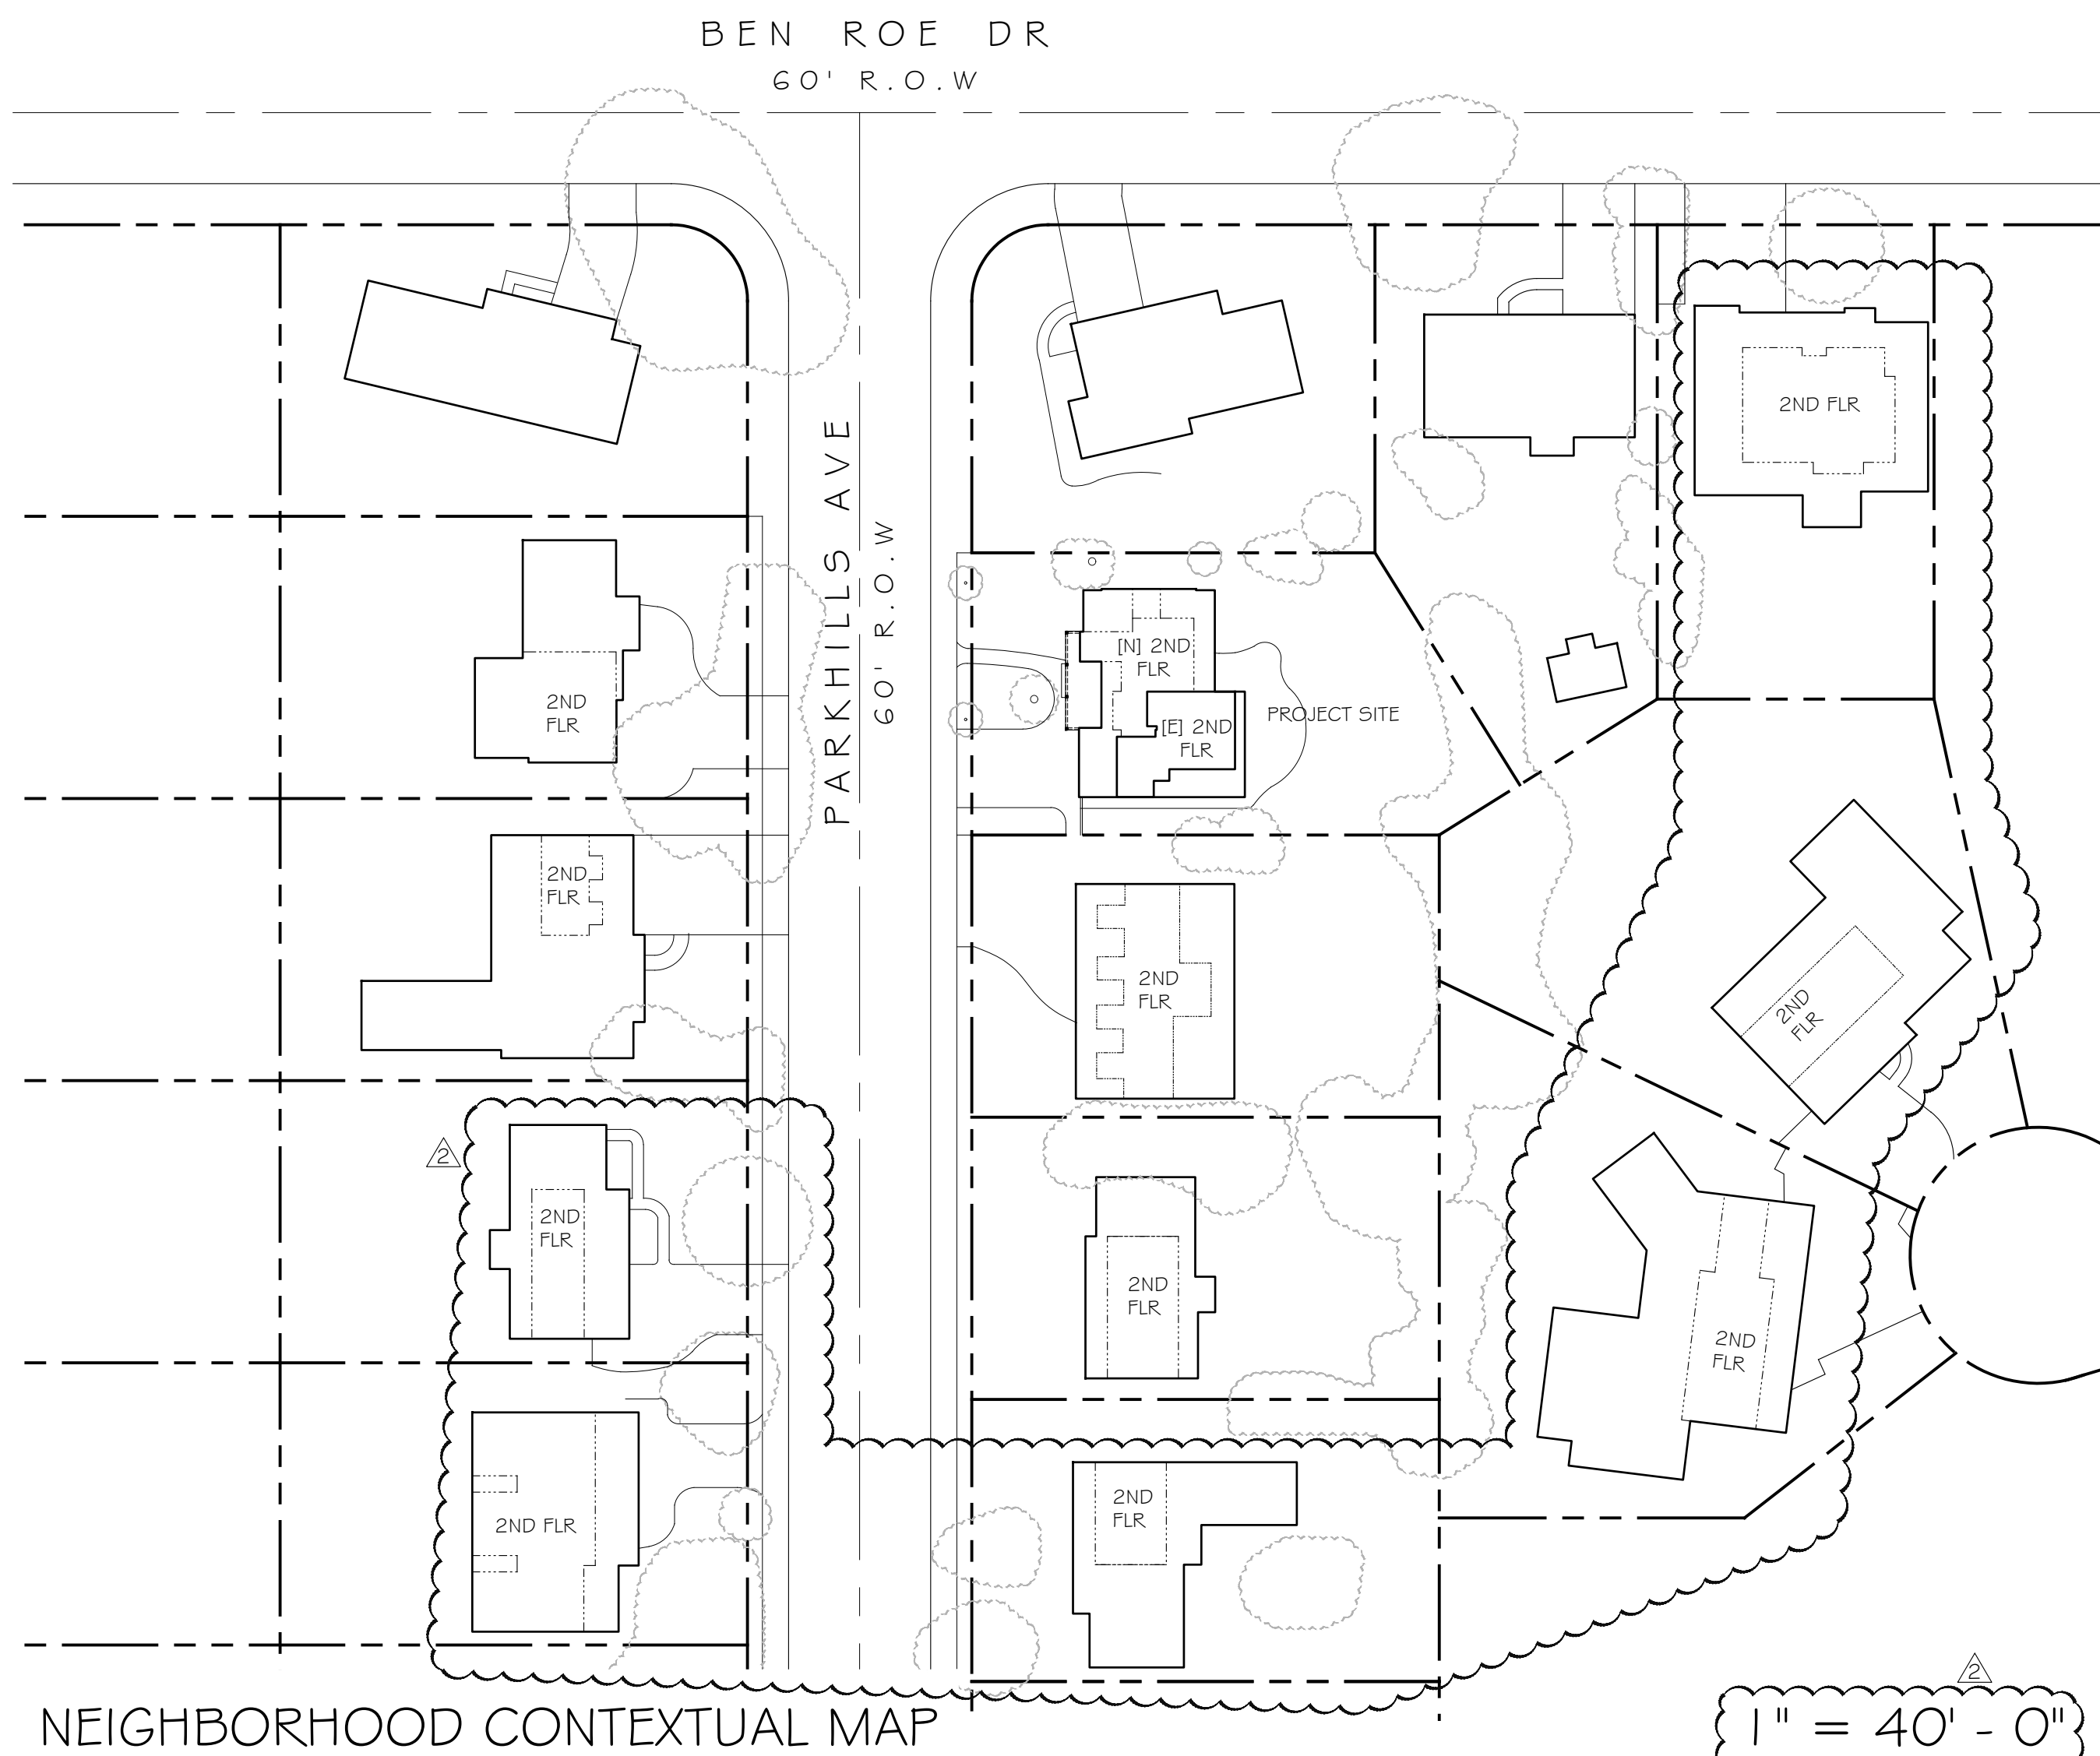 BEN ROE DR
60' R.O.W
PARKHILLS AVE
60' R.O.W
2ND FLR
[N] 2ND
FLR
PROJECT SITE
[E] 2ND
FLR
2ND
FLR
2ND
FLR
2ND
FLR
2ND
FLR
2
2ND
FLR
2ND
FLR
2ND
FLR
2ND
FLR
2ND FLR
2
NEIGHBORHOOD CONTEXTUAL MAP
1" = 40' - 0"